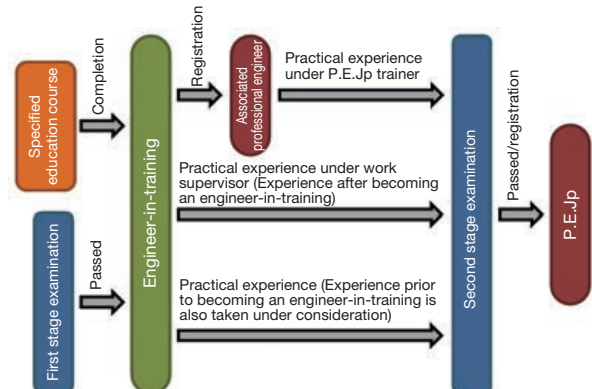 Specified
education course
Completion
First stage examination
Passed
Engineer-in-training
Registration
Associated
professional engineer
Practical experience
under P.E.Jp trainer
Practical experience under work
supervisor (Experience after becoming
an engineer-in-training)
Practical experience (Experience prior
to becoming an engineer-in-training is
also taken under consideration)
Second stage examination
Passed/registration
P.E.Jp